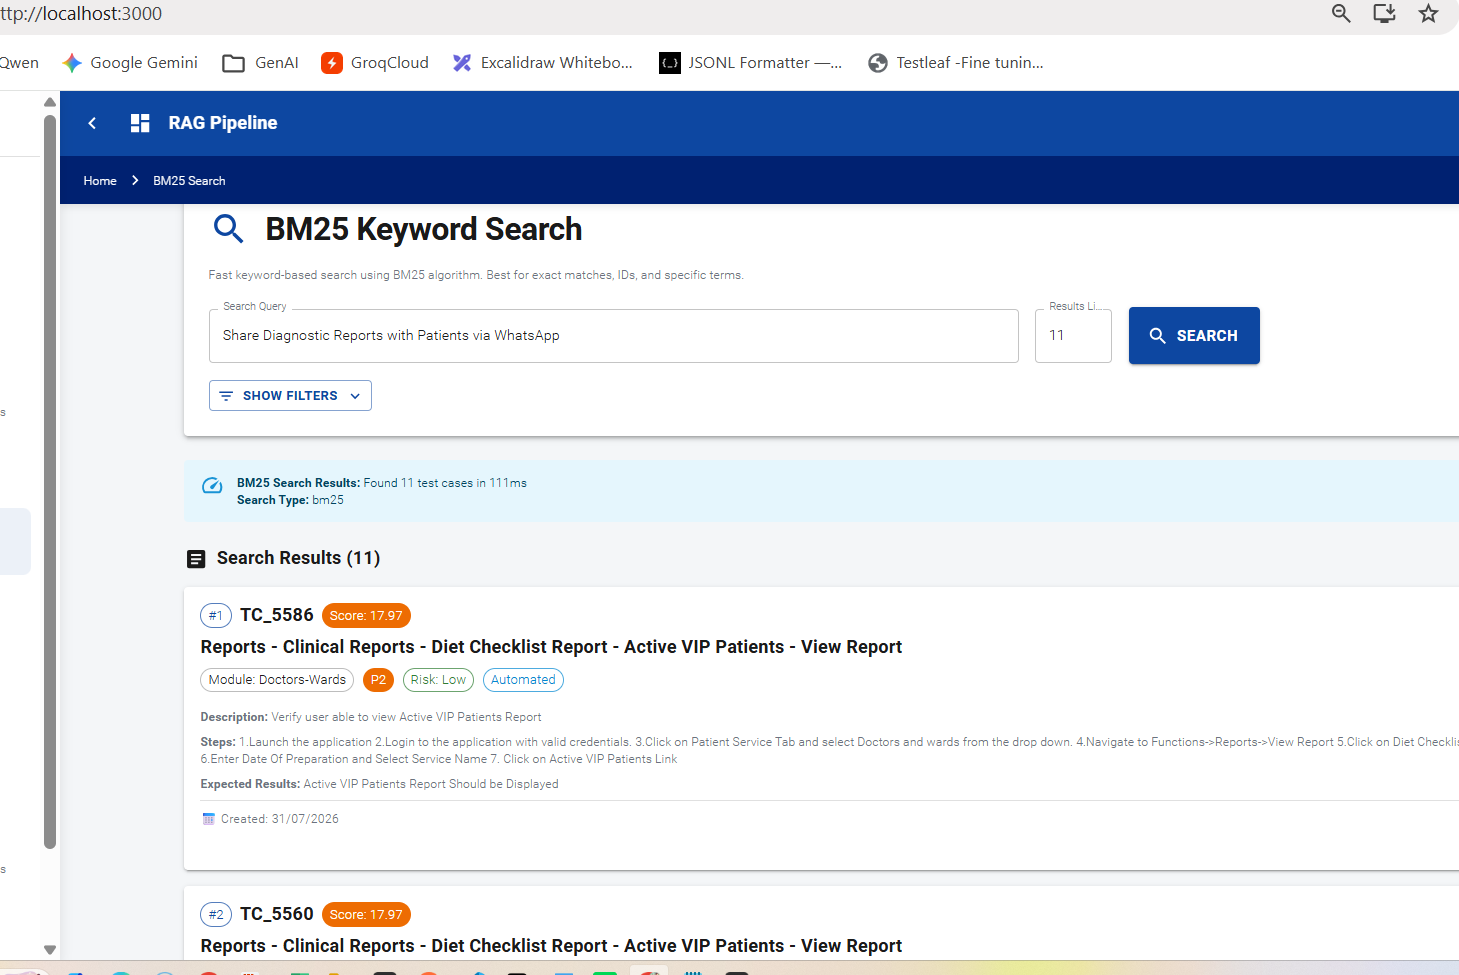 ttp://localhost:3000
Qwen Google Gemini GenAI GroqCloud Excalidraw Whitebo... JSONL Formatter —... Testleaf -Fine tunin...
RAG Pipeline
Home BM25 Search
BM25 Keyword Search
Fast keyword-based search using BM25 algorithm. Best for exact matches, IDs, and specific terms.
Search Query
Results Li...
Share Diagnostic Reports with Patients via WhatsApp
11
SEARCH
SHOW FILTERS
s
BM25 Search Results: Found 11 test cases in 111ms
Search Type: bm25
Search Results (11)
#1 TC_5586 Score: 17.97
Reports - Clinical Reports - Diet Checklist Report - Active VIP Patients - View Report
Module: Doctors-Wards P2 Risk: Low Automated
Description: Verify user able to view Active VIP Patients Report
Steps: 1.Launch the application 2.Login to the application with valid credentials. 3.Click on Patient Service Tab and select Doctors and wards from the drop down. 4.Navigate to Functions->Reports->View Report 5.Click on Diet Checklis
6.Enter Date Of Preparation and Select Service Name 7. Click on Active VIP Patients Link
Expected Results: Active VIP Patients Report Should be Displayed
Created: 31/07/2026
s
#2 TC_5560 Score: 17.97
Reports - Clinical Reports - Diet Checklist Report - Active VIP Patients - View Report